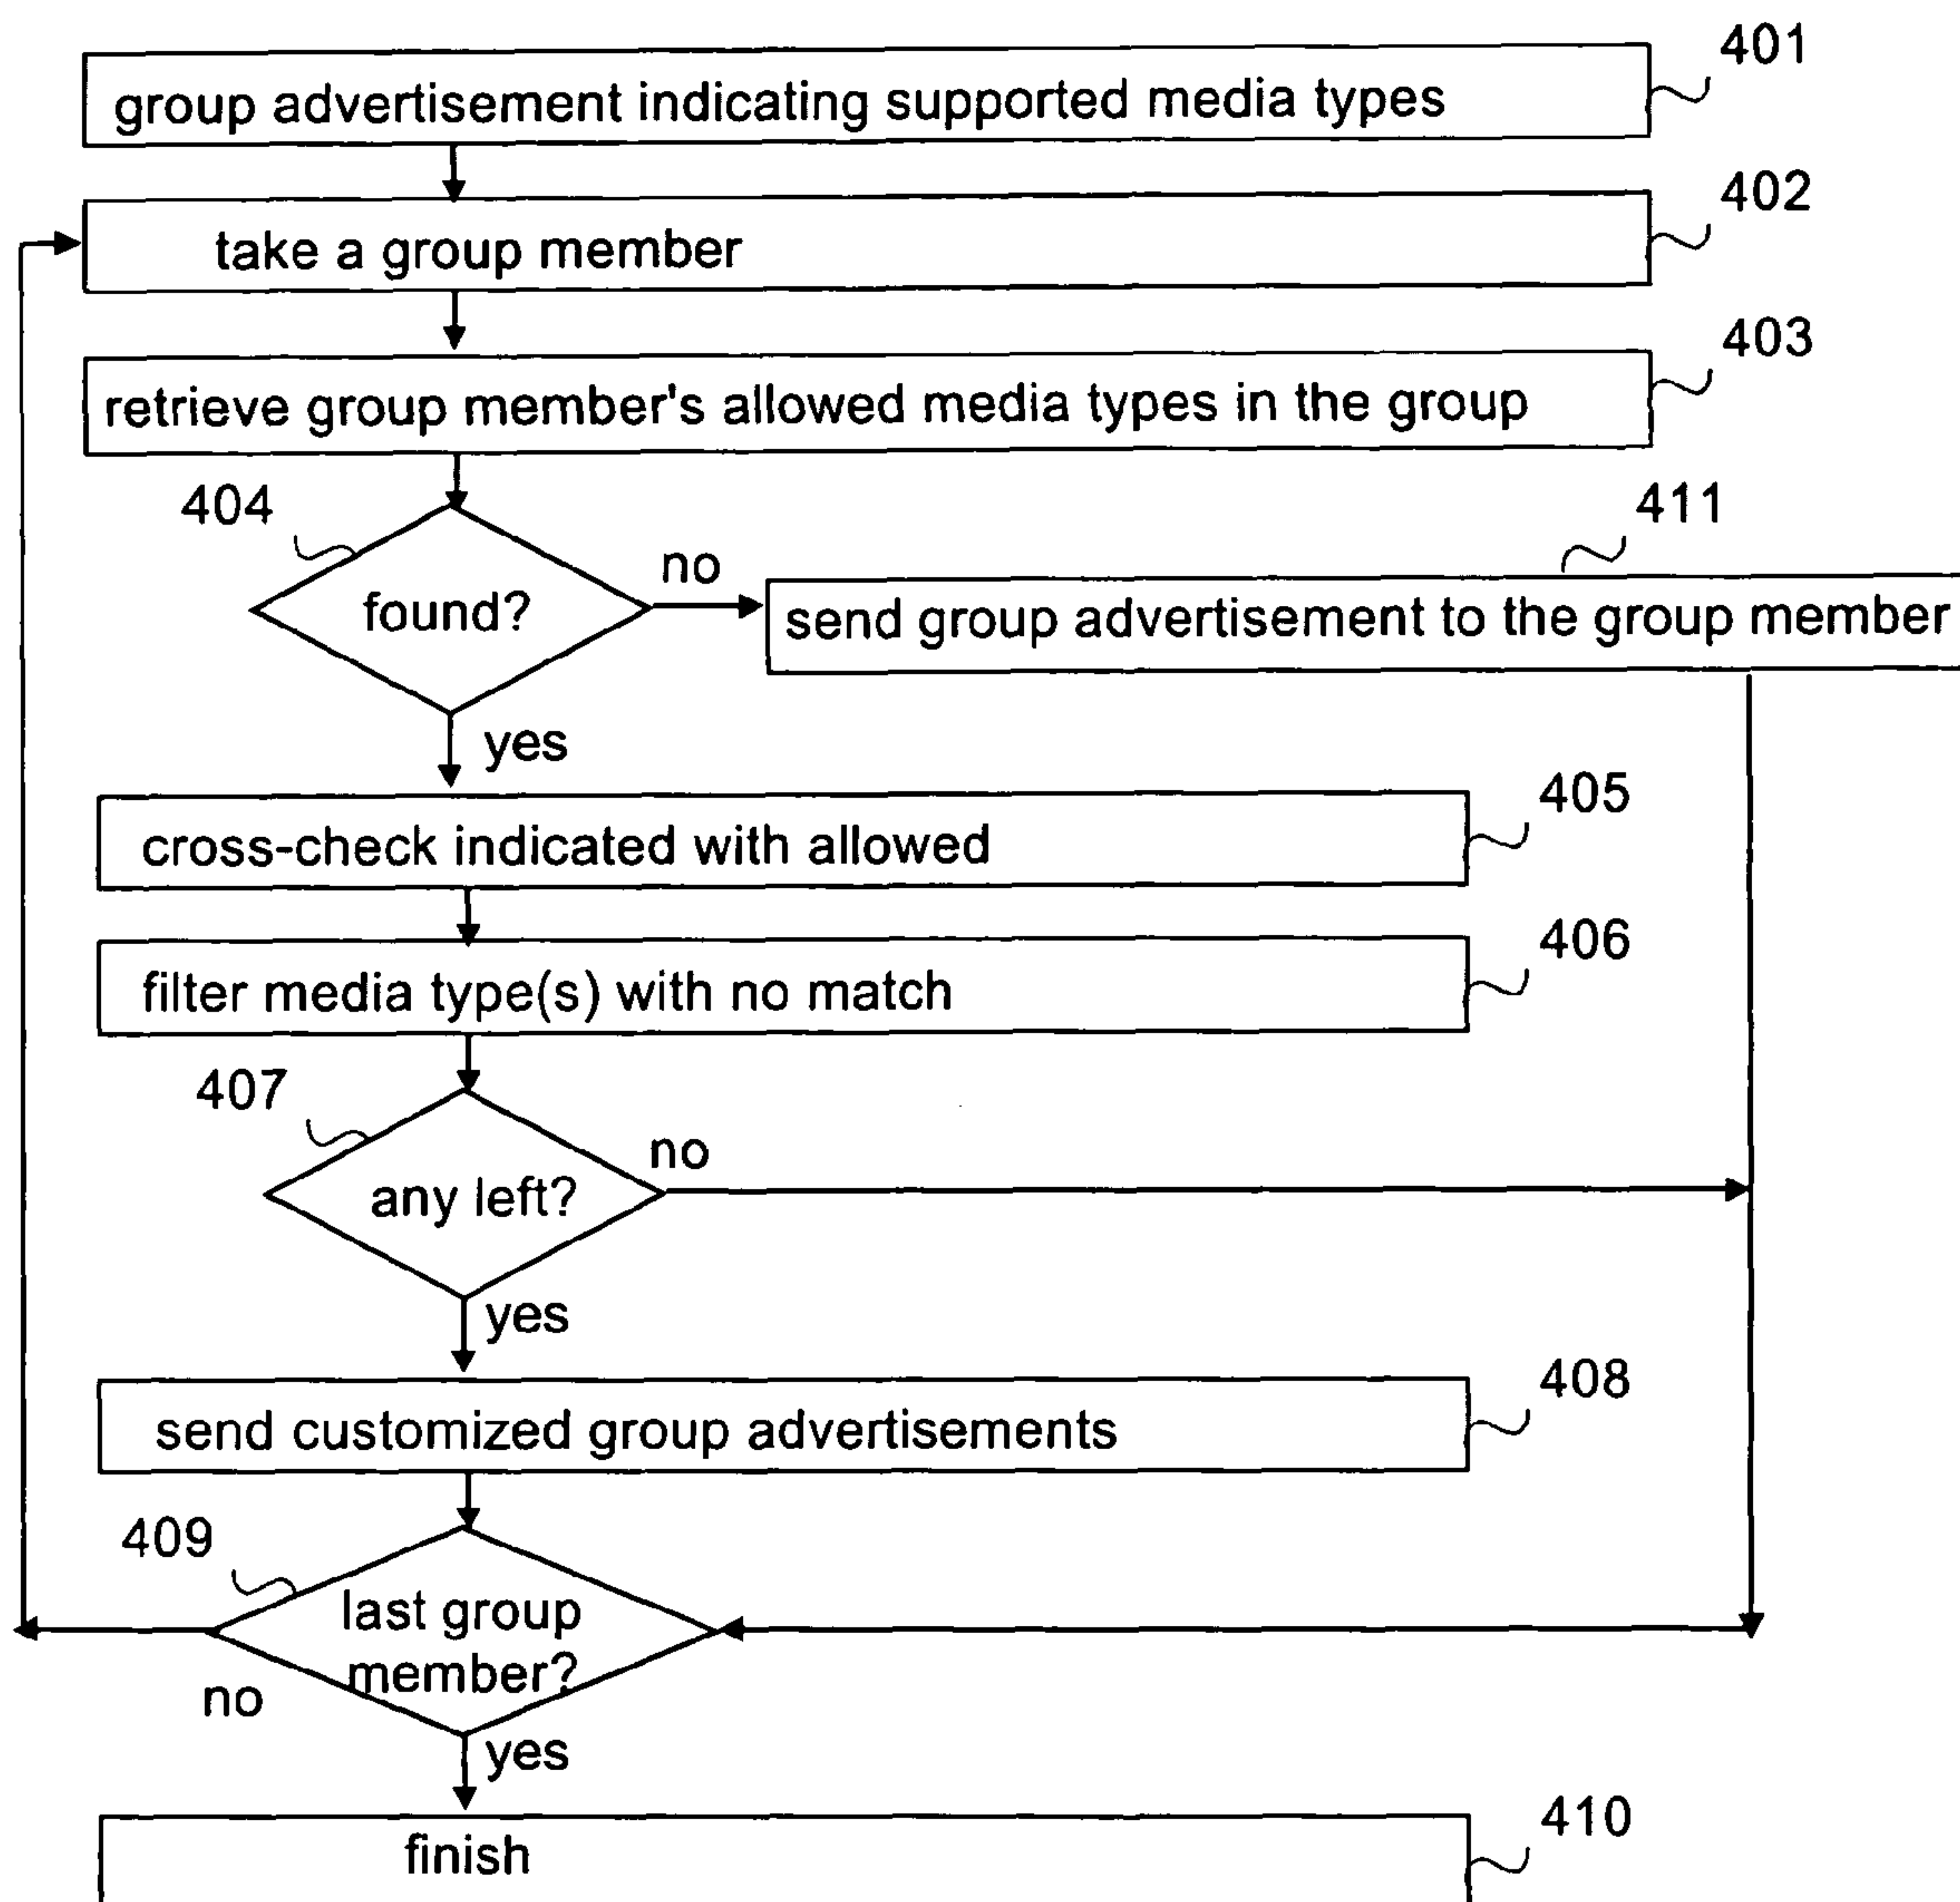 401
group advertisement indicating supported media types
402
take a group member
403
retrieve group member's allowed media types in the group
404
411
found?
no
send group advertisement to the group member
yes
405
cross-check indicated with allowed
406
filter media type(s) with no match
407
no
any left?
yes
408
send customized group advertisements
409
last group
member?
no
yes
410
finish